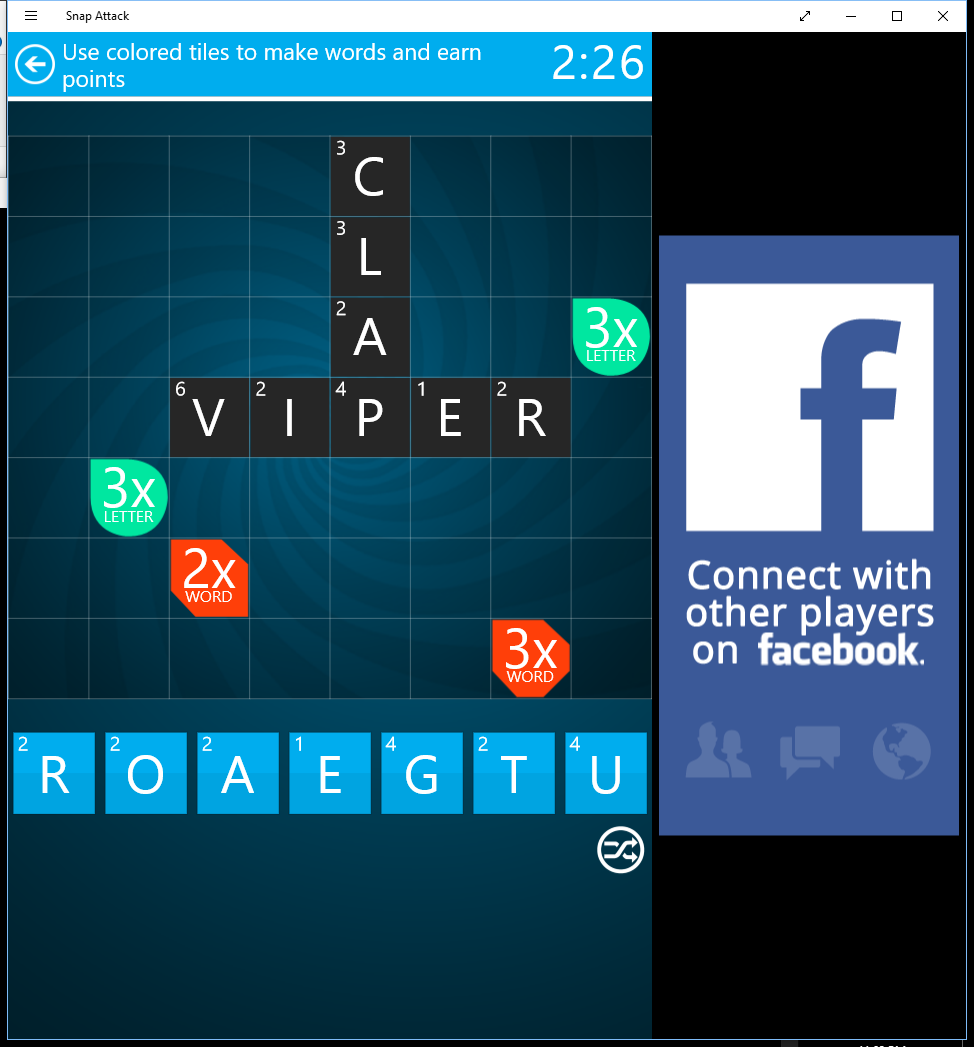 Snap Attack
Use colored tiles to make words and earn
points
2:26
3 C
3 L
2 A
3x
LETTER
6 V 2 I 4 P 1 E 2 R
3x
LETTER
2x
WORD
3x
WORD
2 R 2 O 2 A 1 E 4 G 2 T 4 U
f
Connect with
other players
on facebook.